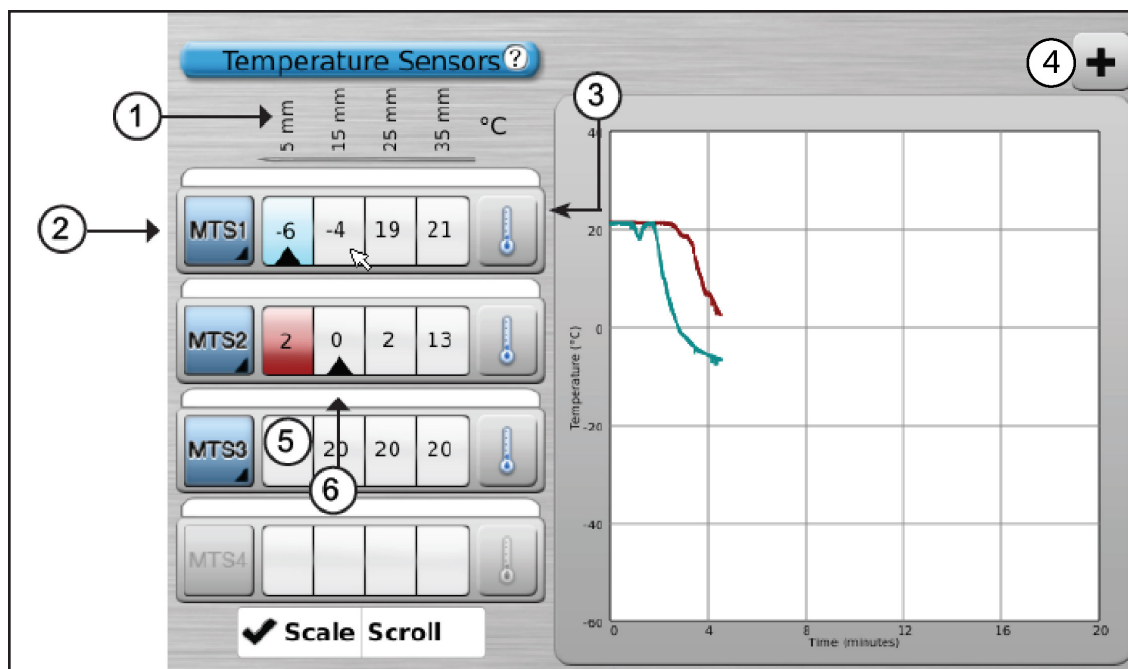 Temperature Sensors ?
4
3
1
5 mm
15 mm
25 mm
35 mm
°C
2
MTS1 -6 -4 19 21
MTS2 2 0 2 13
MTS3 5 20 20 20
6
MTS4
Scale Scroll
40
20
0
-20
-40
-60
Temperature (°C)
0 4 8 12 16 20
Time (minutes)